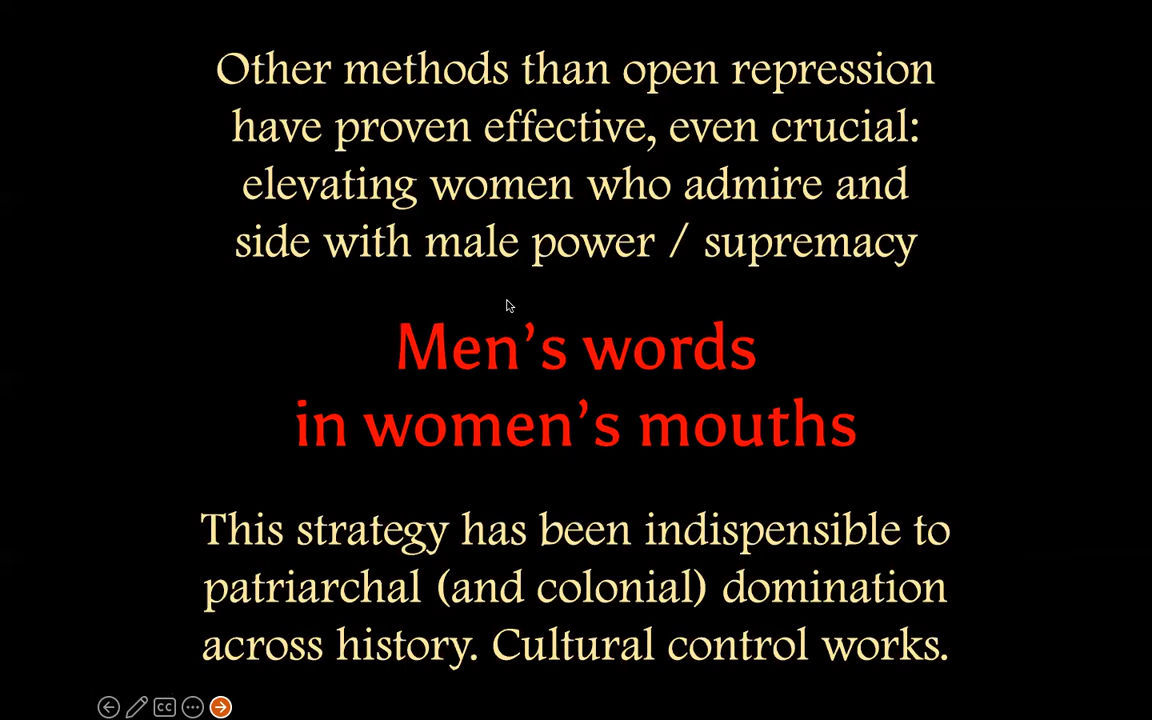 Other methods than open repression
have proven effective, even crucial:
elevating women who admire and
side with male power / supremacy
Men's words
in women's mouths
This strategy has been indispensible to
patriarchal (and colonial) domination
across history. Cultural control works.
CC